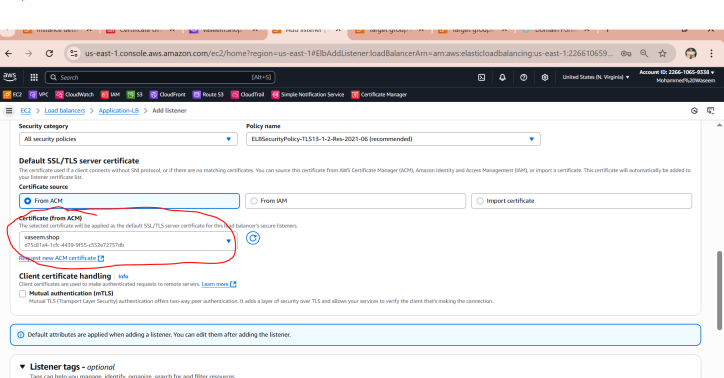 us-east-1.console.aws.amazon.com/ec2/home?region=us-east-1#ElbAddListener:loadBalancerArn=arn:aws:elasticloadbalancing:us-east-1:226610659...
aws Search [Alt+S] United States (N. Virginia) Account ID: 2266-1065-9338
Mohammed%20Waseem
EC2 VPC CloudWatch IAM S3 CloudFront Route 53 CloudTrail Simple Notification Service Certificate Manager
EC2 > Load balancers > Application-LB > Add listener
Security category Policy name
All security policies ELBSecurityPolicy-TLS13-1-2-Res-2021-06 (recommended)
Default SSL/TLS server certificate
The certificate used if a client connects without SNI protocol, or if there are no matching certificates. You can source this certificate from AWS Certificate Manager (ACM), Amazon Identity and Access Management (IAM), or import a certificate. This certificate will automatically be added to
your listener certificate list.
Certificate source
From ACM From IAM Import certificate
Certificate (from ACM)
The selected certificate will be applied as the default SSL/TLS server certificate for this load balancer's secure listeners.
vaseem.shop
Request new ACM certificate
Client certificate handling Info
Client certificates are used to make authenticated requests to remote servers. Learn more
Mutual authentication (mTLS)
Mutual TLS (Transport Layer Security) authentication offers two-way peer authentication. It adds a layer of security over TLS and allows your services to verify the client that's making the connection.
Default attributes are applied when adding a listener. You can edit them after adding the listener.
Listener tags - optional
Tags can help you manage, identify, organize, search for and filter resources.